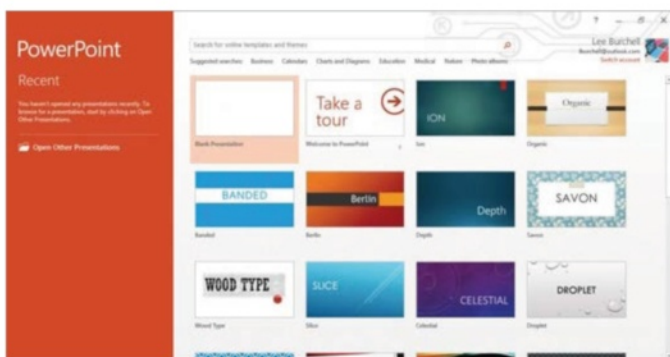 ?
PowerPoint
Search for online templates and themes
Lee Burchell
Burchell@outlook.com
Switch account
Suggested searches: Business Calendars Charts and Diagrams Education Medical Nature Photo albums
Recent
You haven't opened any presentations recently. To
browse for a presentation, start by clicking on Open
Other Presentations.
Open Other Presentations
Take a
tour
ION
Organic
Blank Presentation
Welcome to PowerPoint
Ion
Organic
BANDED
Berlin
Depth
SAVON
Banded
Berlin
Depth
Savon
WOOD TYPE
SLICE
CELESTIAL
DROPLET
Wood Type
Slice
Celestial
Droplet